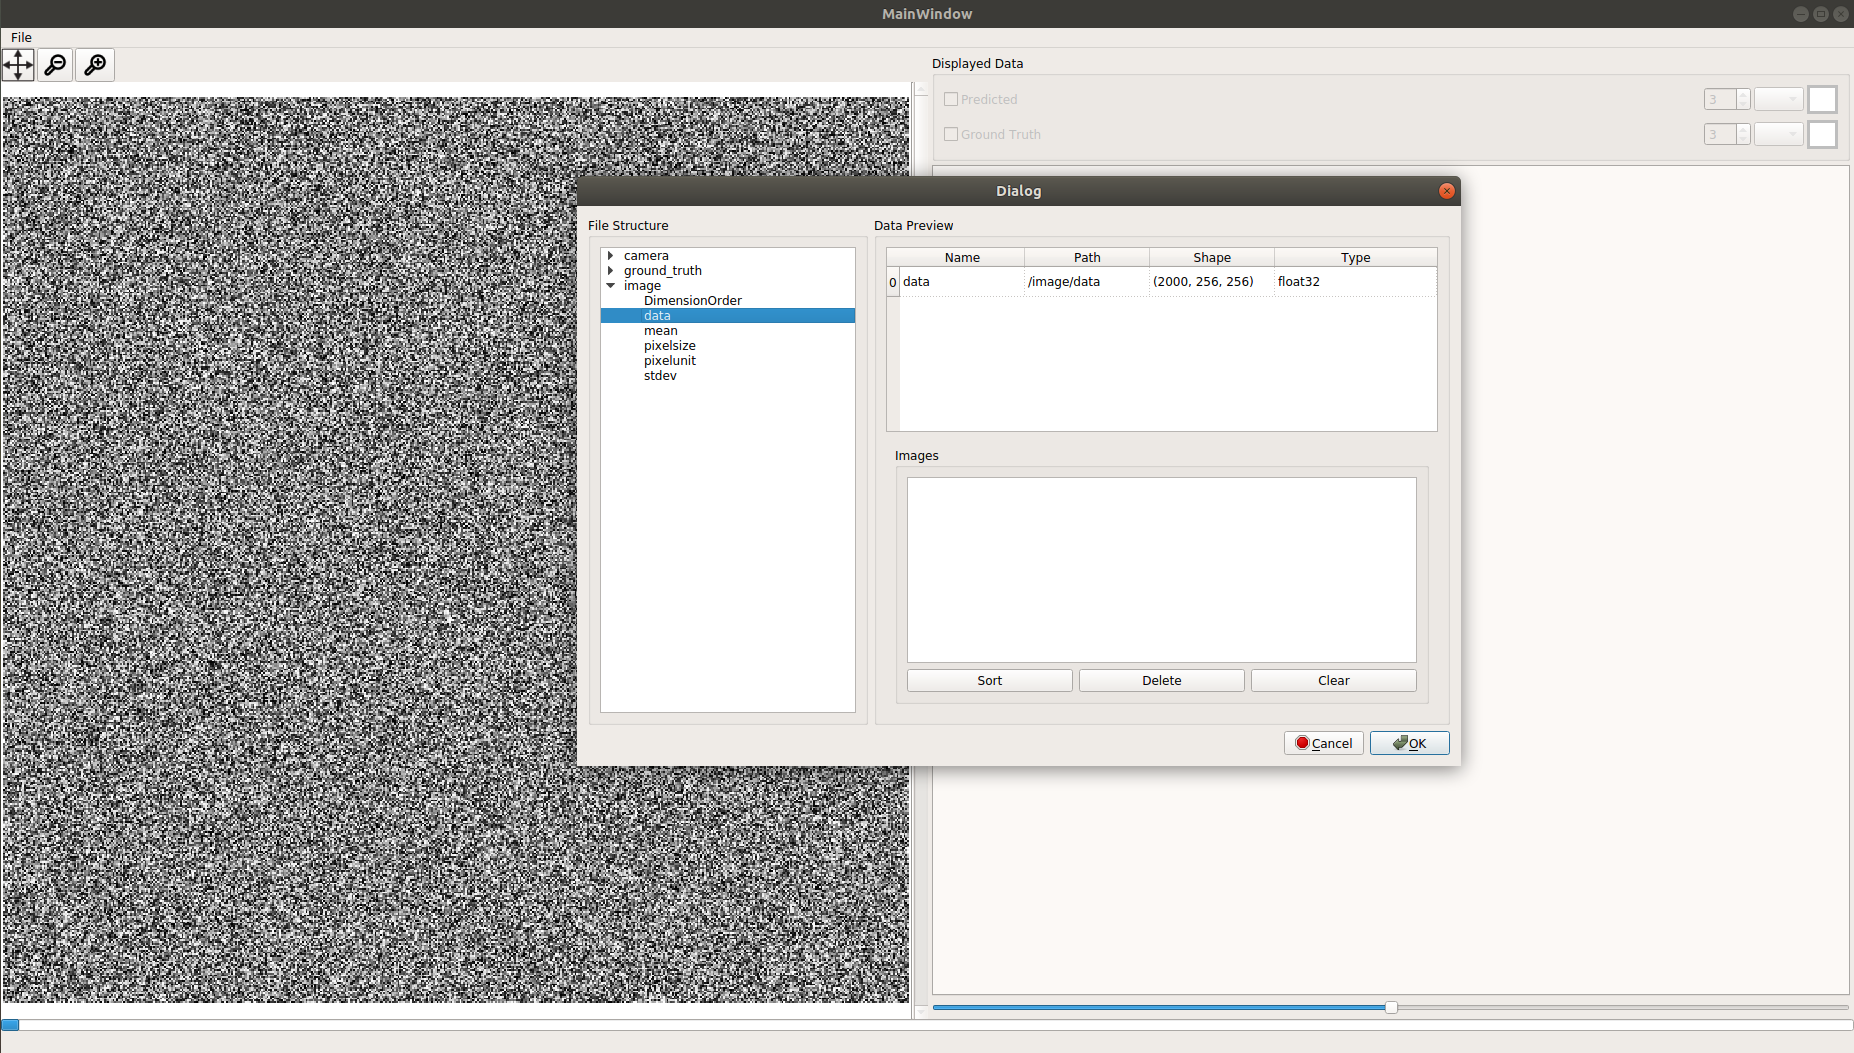 MainWindow
File
Displayed Data
Predicted
3
Ground Truth
3
Dialog
File Structure
camera
ground_truth
image
DimensionOrder
data
mean
pixelsize
pixelunit
stdev
Data Preview
Name Path Shape Type
0 data /image/data (2000, 256, 256) float32
Images
Sort Delete Clear
Cancel OK